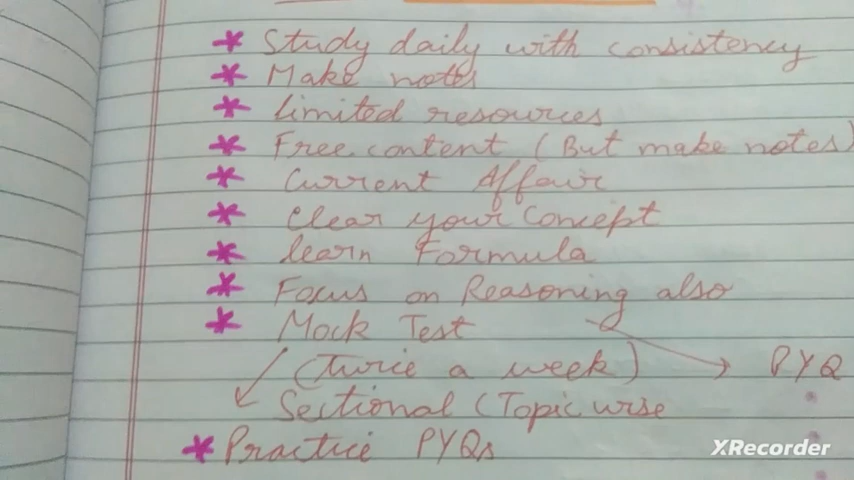 * Study daily with consistency
* Make notes
* limited resources
* Free content (But make notes)
* Current Affair
* Clear your Concept
* learn Formula
* Focus on Reasoning also
* Mock Test
(twice a week) → PYQ
Sectional (Topic wise
* Practice PYQs
XRecorder